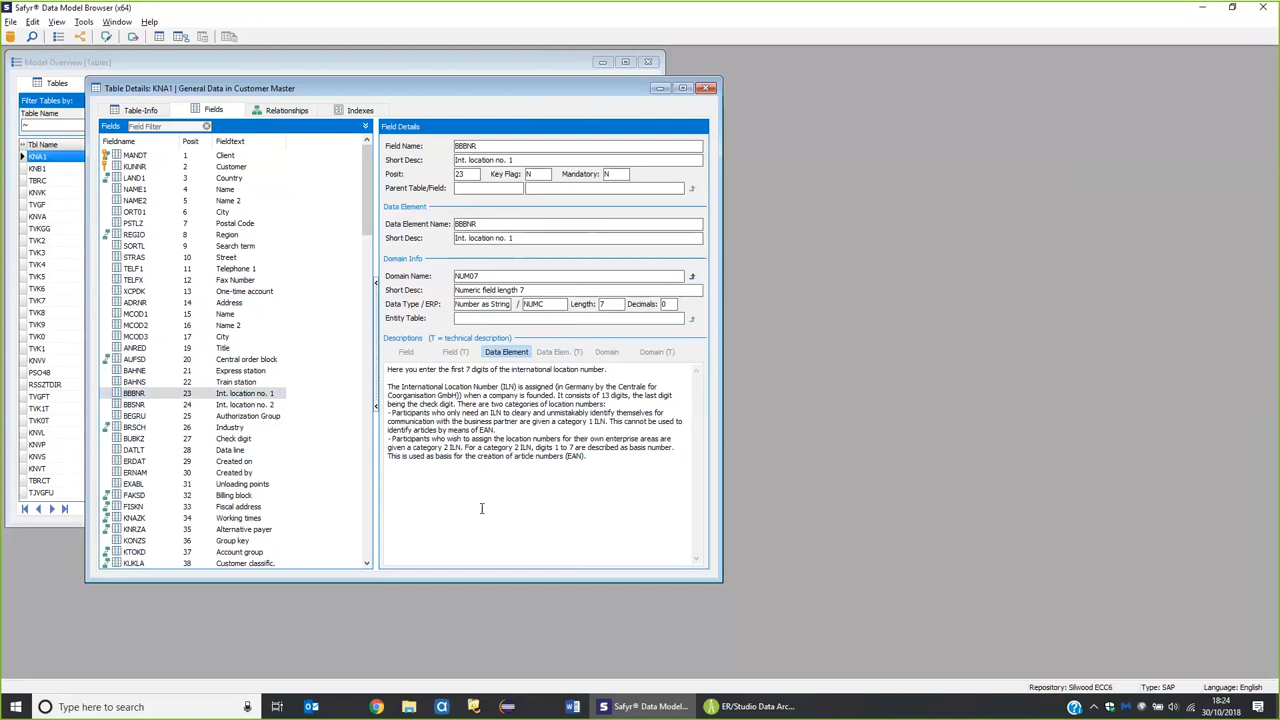 Safyr® Data Model Browser (x64)
File Edit View Tools Window Help
Model Overview [Tables]
Tables
Filter Tables by:
Table Name
~
Tbl Name
KNA1
KNB1
TBRC
KNVK
TVGF
KNVA
TVKGG
TVK2
TVK3
TVK4
TVK5
TVK6
TVK7
TVK8
TVK9
TVK0
TVK1
KNVV
PSO48
RSSZTDIR
TVGFT
TVK1T
TVK0T
KNVL
KNVP
KNVS
KNVT
TBRCT
TJVGFU
Table Details: KNA1 | General Data in Customer Master
Table-Info Fields Relationships Indexes
Fields Field Filter
Fieldname Posit Fieldtext
MANDT 1 Client
KUNNR 2 Customer
LAND1 3 Country
NAME1 4 Name
NAME2 5 Name 2
ORT01 6 City
PSTLZ 7 Postal Code
REGIO 8 Region
SORTL 9 Search term
STRAS 10 Street
TELF1 11 Telephone 1
TELFX 12 Fax Number
XCPDK 13 One-time account
ADRNR 14 Address
MCOD1 15 Name
MCOD2 16 Name 2
MCOD3 17 City
ANRED 19 Title
AUFSD 20 Central order block
BAHNE 21 Express station
BAHNS 22 Train station
BBBNR 23 Int. location no. 1
BBSNR 24 Int. location no. 2
BEGRU 25 Authorization Group
BRSCH 26 Industry
BUBKZ 27 Check digit
DATLT 28 Data line
ERDAT 29 Created on
ERNAM 30 Created by
EXABL 31 Unloading points
FAKSD 32 Billing block
FISKN 33 Fiscal address
KNAZK 34 Working times
KNRZA 35 Alternative payer
KONZS 36 Group key
KTOKD 37 Account group
KUKLA 38 Customer classific.
Field Details
Field Name: BBBNR
Short Desc: Int. location no. 1
Posit: 23 Key Flag: N Mandatory: N
Parent Table/Field:
Data Element
Data Element Name: BBBNR
Short Desc: Int. location no. 1
Domain Info
Domain Name: NUM07
Short Desc: Numeric field length 7
Data Type / ERP: Number as String / NUMC Length: 7 Decimals: 0
Entity Table:
Descriptions (T = technical description)
Field Field (T) Data Element Data Elem. (T) Domain Domain (T)
Here you enter the first 7 digits of the international location number.
The International Location Number (ILN) is assigned (in Germany by the Centrale for
Coorganisation GmbH)) when a company is founded. It consists of 13 digits, the last digit
being the check digit. There are two categories of location numbers:
- Participants who only need an ILN to cleary and unmistakably identify themselves for
communication with the business partner are given a category 1 ILN. This cannot be used to
identify articles by means of EAN.
- Participants who wish to assign the location numbers for their own enterprise areas are
given a category 2 ILN. For a category 2 ILN, digits 1 to 7 are described as basis number.
This is used as basis for the creation of article numbers (EAN).
Repository: Silwood ECC6 Type: SAP Language: English
Type here to search
Safyr® Data Model...
ER/Studio Data Arc...
18:24
30/10/2018